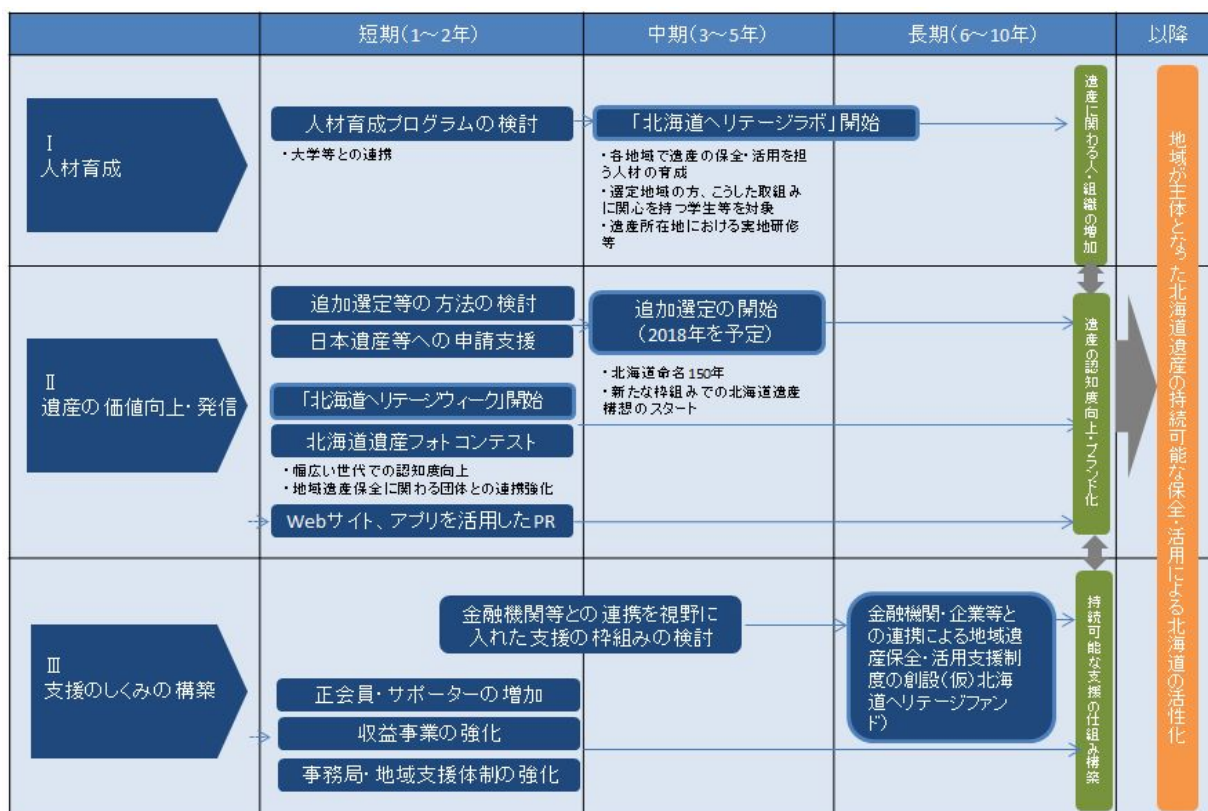 短期(1～2年)
中期(3～5年)
長期(6～10年)
以降
Ⅰ
人材育成
人材育成プログラムの検討
・大学等との連携
「北海道ヘリテージラボ」開始
・各地域で遺産の保全・活用を担
う人材の育成
・選定地域の方、こうした取組み
に関心を持つ学生等を対象
・遺産所在地における実地研修
等
遺産に関わる人・組織の増加
Ⅱ
遺産の価値向上・発信
追加選定等の方法の検討
日本遺産等への申請支援
追加選定の開始
(2018年を予定)
・北海道命名150年
・新たな枠組みでの北海道遺産
構想のスタート
「北海道ヘリテージウィーク」開始
北海道遺産フォトコンテスト
・幅広い世代での認知度向上
・地域遺産保全に関わる団体との連携強化
Webサイト、アプリを活用したPR
遺産の認知度向上・ブランド化
Ⅲ
支援のしくみの構築
金融機関等との連携を視野に
入れた支援の枠組みの検討
金融機関・企業等と
の連携による地域遺
産保全・活用支援制
度の創設(仮)北海
道ヘリテージファン
ド)
正会員・サポーターの増加
収益事業の強化
事務局・地域支援体制の強化
持続可能な支援の仕組み構築
地域が主体となった北海道遺産の持続可能な保全・活用による北海道の活性化